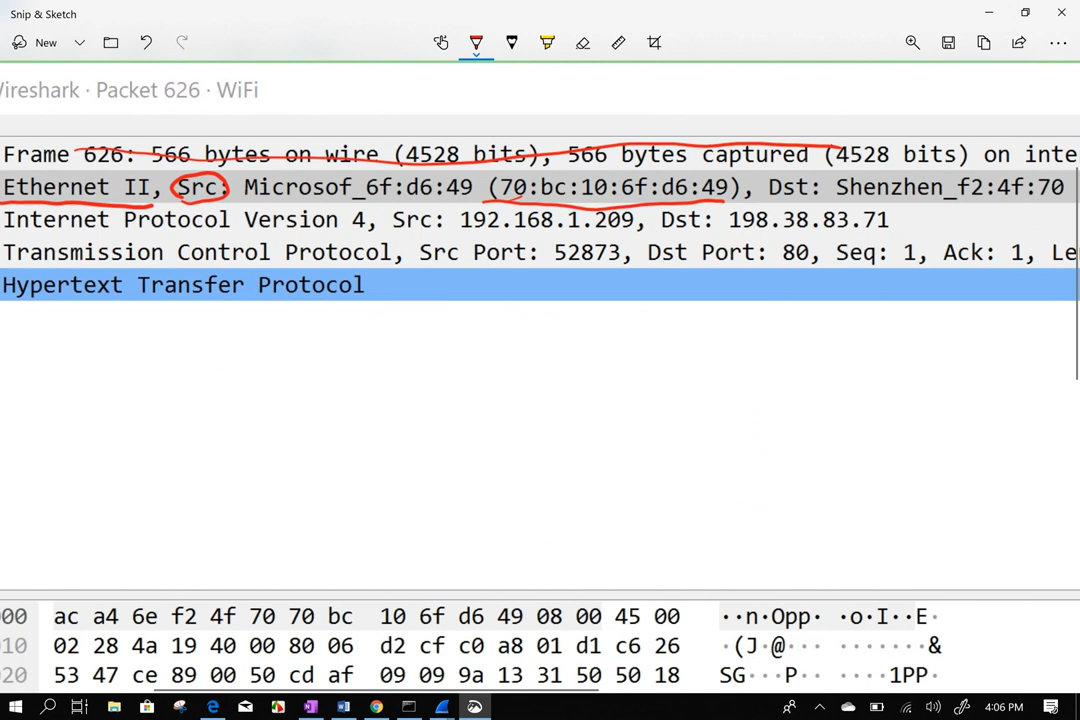 Snip & Sketch
New
Wireshark · Packet 626 · WiFi
Frame 626: 566 bytes on wire (4528 bits), 566 bytes captured (4528 bits) on inte
Ethernet II, Src: Microsof_6f:d6:49 (70:bc:10:6f:d6:49), Dst: Shenzhen_f2:4f:70
Internet Protocol Version 4, Src: 192.168.1.209, Dst: 198.38.83.71
Transmission Control Protocol, Src Port: 52873, Dst Port: 80, Seq: 1, Ack: 1, Le
Hypertext Transfer Protocol
000 ac a4 6e f2 4f 70 70 bc 10 6f d6 49 08 00 45 00 ··n·Opp· ·o·I··E·
010 02 28 4a 19 40 00 80 06 d2 cf c0 a8 01 d1 c6 26 ·(J·@··· ·······&
020 53 47 ce 89 00 50 cd af 09 09 9a 13 31 50 50 18 SG···P·· ····1PP·
4:06 PM